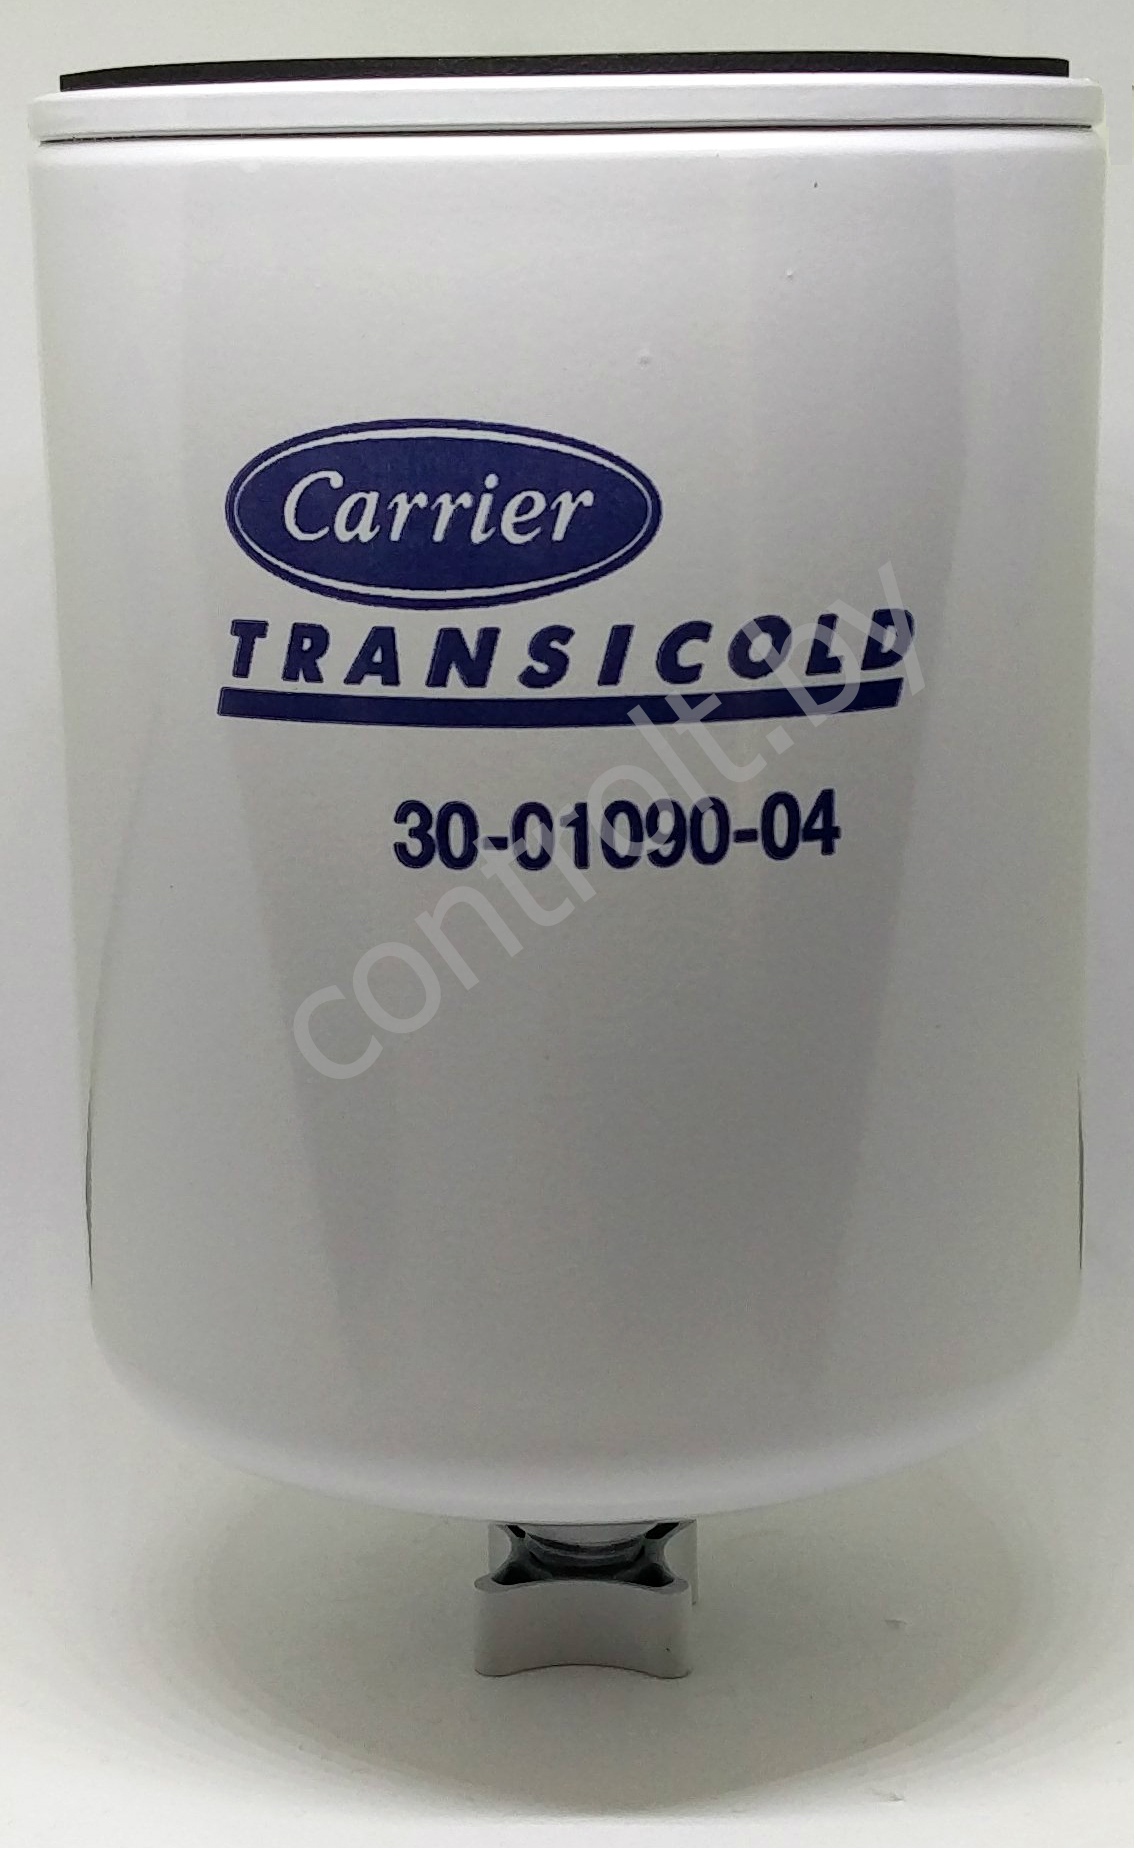 Carrier
TRANSICOLD
30-01090-04
controlt.by